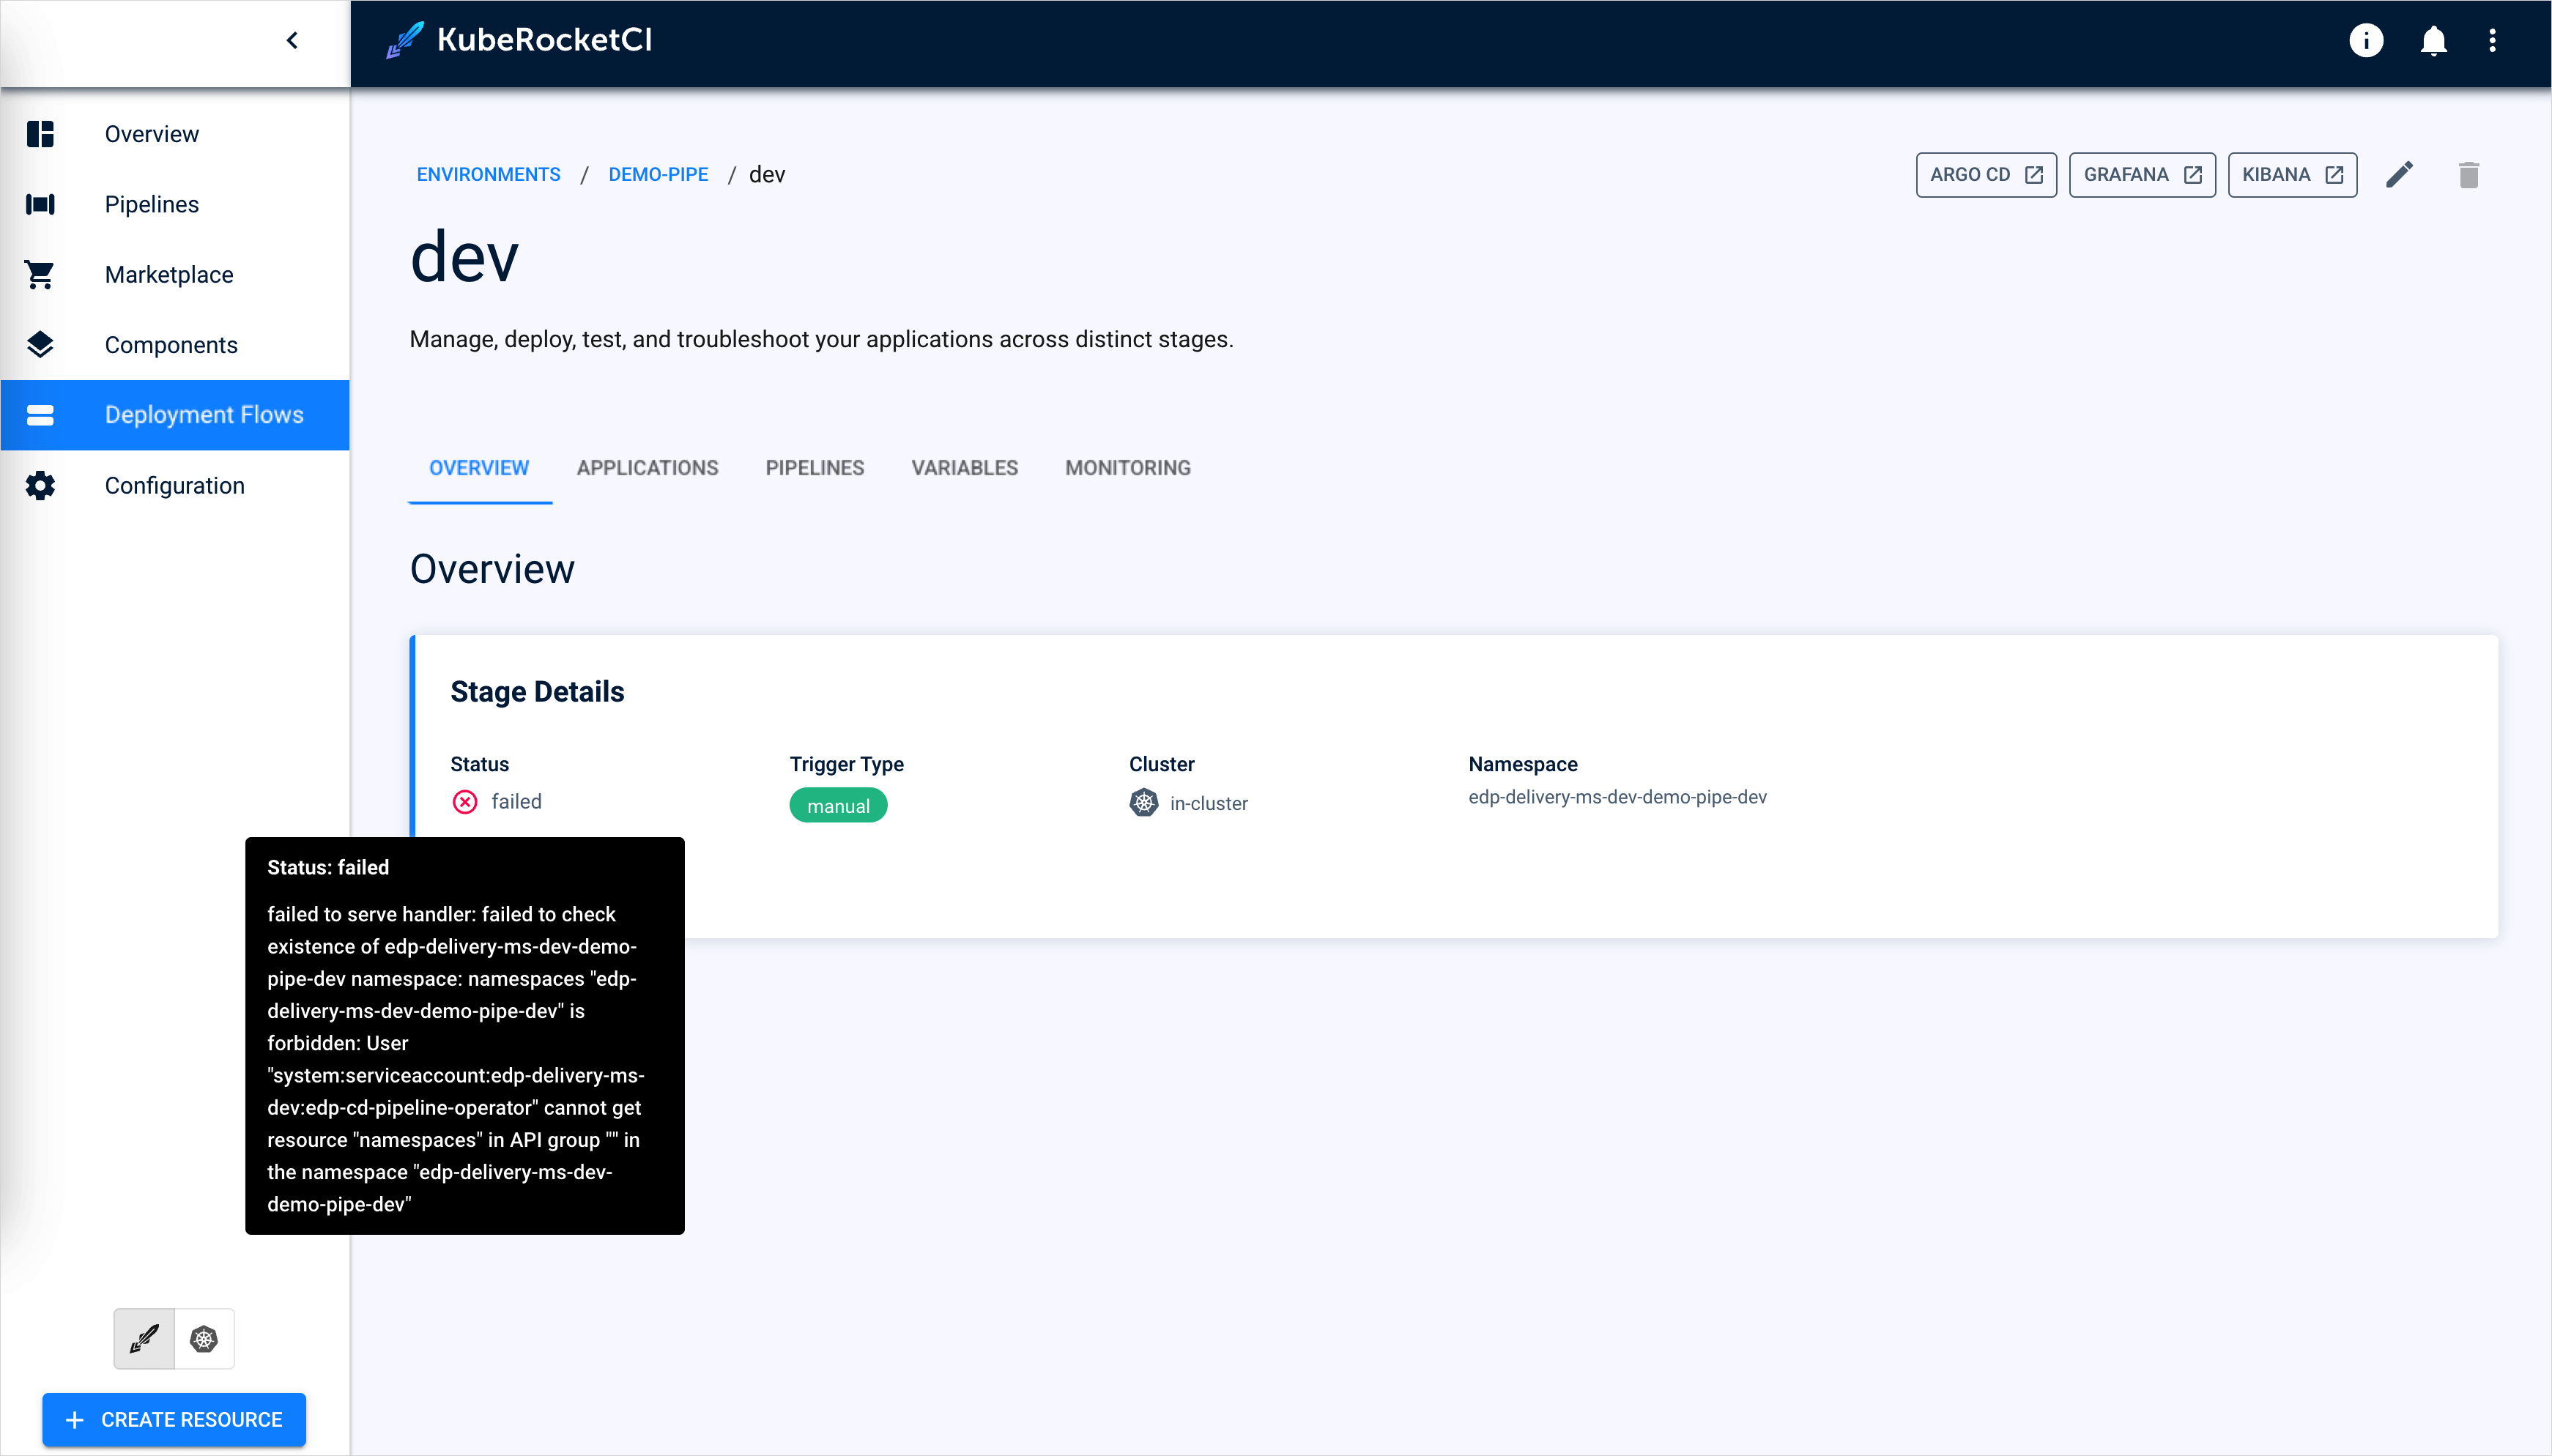 KubeRocketCI
Overview
Pipelines
Marketplace
Components
Deployment Flows
Configuration
ENVIRONMENTS / DEMO-PIPE / dev
ARGO CD
GRAFANA
KIBANA
dev
Manage, deploy, test, and troubleshoot your applications across distinct stages.
OVERVIEW
APPLICATIONS
PIPELINES
VARIABLES
MONITORING
Overview
Stage Details
Status
Trigger Type
Cluster
Namespace
failed
manual
in-cluster
edp-delivery-ms-dev-demo-pipe-dev
Status: failed
failed to serve handler: failed to check
existence of edp-delivery-ms-dev-demo-
pipe-dev namespace: namespaces "edp-
delivery-ms-dev-demo-pipe-dev" is
forbidden: User
"system:serviceaccount:edp-delivery-ms-
dev:edp-cd-pipeline-operator" cannot get
resource "namespaces" in API group "" in
the namespace "edp-delivery-ms-dev-
demo-pipe-dev"
CREATE RESOURCE